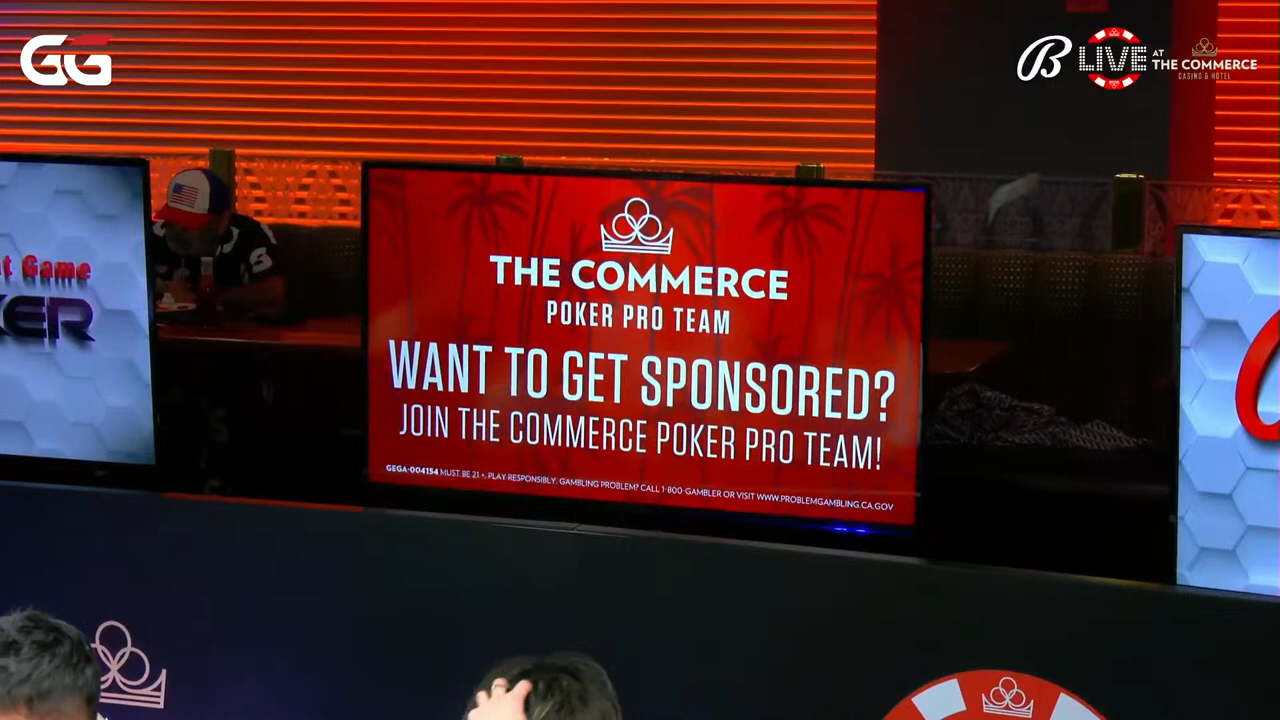 GG
B LIVE AT THE COMMERCE
CASINO & HOTEL
t Game
KER
THE COMMERCE
POKER PRO TEAM
WANT TO GET SPONSORED?
JOIN THE COMMERCE POKER PRO TEAM!
GEGA-004154 MUST BE 21+. PLAY RESPONSIBLY. GAMBLING PROBLEM? CALL 1-800-GAMBLER OR VISIT WWW.PROBLEMGAMBLING.CA.GOV